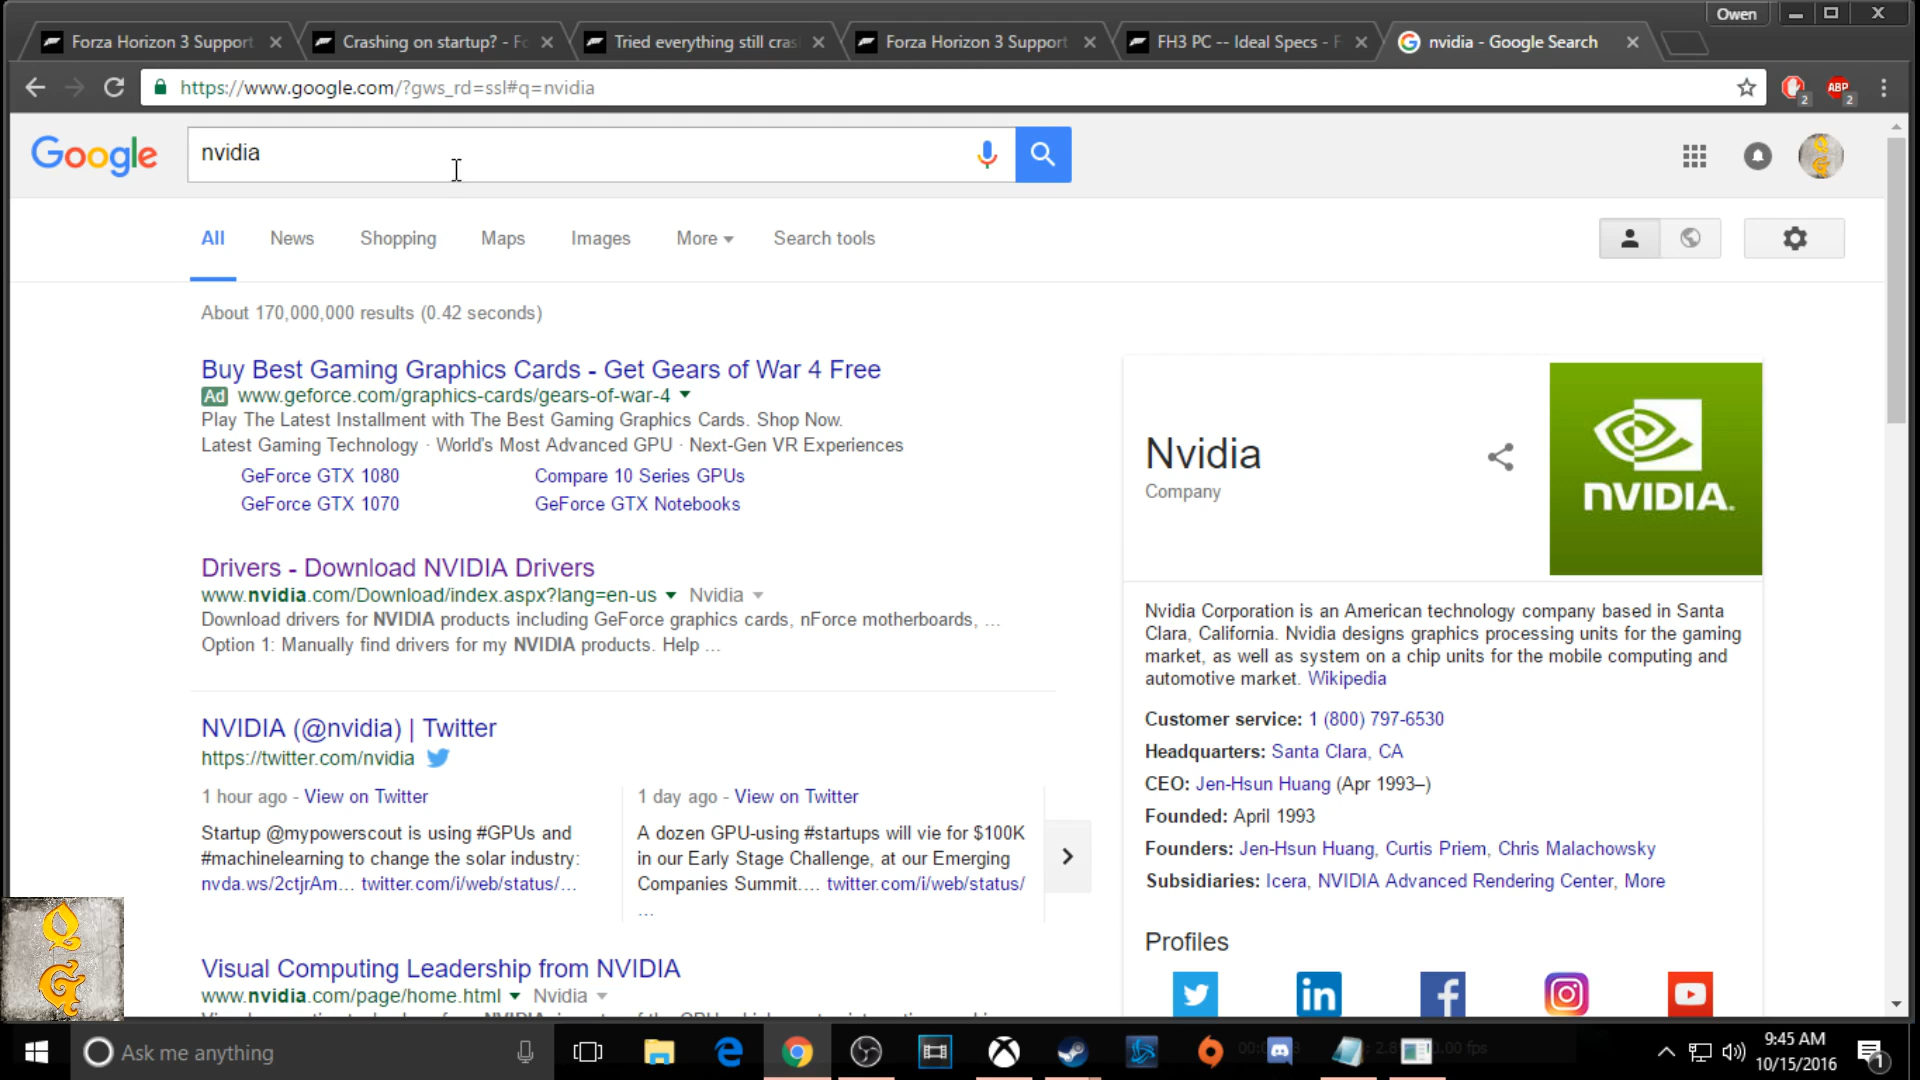 Owen
Forza Horizon 3 Support
Crashing on startup? - Fo
Tried everything still cras
Forza Horizon 3 Support
FH3 PC -- Ideal Specs - F
nvidia - Google Search
https://www.google.com/?gws_rd=ssl#q=nvidia
2
ABP
2
Google
nvidia
All
News
Shopping
Maps
Images
More
Search tools
About 170,000,000 results (0.42 seconds)
Buy Best Gaming Graphics Cards - Get Gears of War 4 Free
Ad www.geforce.com/graphics-cards/gears-of-war-4
Play The Latest Installment with The Best Gaming Graphics Cards. Shop Now.
Latest Gaming Technology · World's Most Advanced GPU · Next-Gen VR Experiences
GeForce GTX 1080
Compare 10 Series GPUs
GeForce GTX 1070
GeForce GTX Notebooks
Drivers - Download NVIDIA Drivers
www.nvidia.com/Download/index.aspx?lang=en-us Nvidia
Download drivers for NVIDIA products including GeForce graphics cards, nForce motherboards, ...
Option 1: Manually find drivers for my NVIDIA products. Help ...
NVIDIA (@nvidia) | Twitter
https://twitter.com/nvidia
1 hour ago - View on Twitter
Startup @mypowerscout is using #GPUs and
#machinelearning to change the solar industry:
nvda.ws/2ctjrAm... twitter.com/i/web/status/...
1 day ago - View on Twitter
A dozen GPU-using #startups will vie for $100K
in our Early Stage Challenge, at our Emerging
Companies Summit.... twitter.com/i/web/status/
...
Visual Computing Leadership from NVIDIA
www.nvidia.com/page/home.html Nvidia
Nvidia
Company
NVIDIA.
Nvidia Corporation is an American technology company based in Santa
Clara, California. Nvidia designs graphics processing units for the gaming
market, as well as system on a chip units for the mobile computing and
automotive market. Wikipedia
Customer service: 1 (800) 797-6530
Headquarters: Santa Clara, CA
CEO: Jen-Hsun Huang (Apr 1993–)
Founded: April 1993
Founders: Jen-Hsun Huang, Curtis Priem, Chris Malachowsky
Subsidiaries: Icera, NVIDIA Advanced Rendering Center, More
Profiles
in
f
Q
G
Ask me anything
9:45 AM
10/15/2016
1